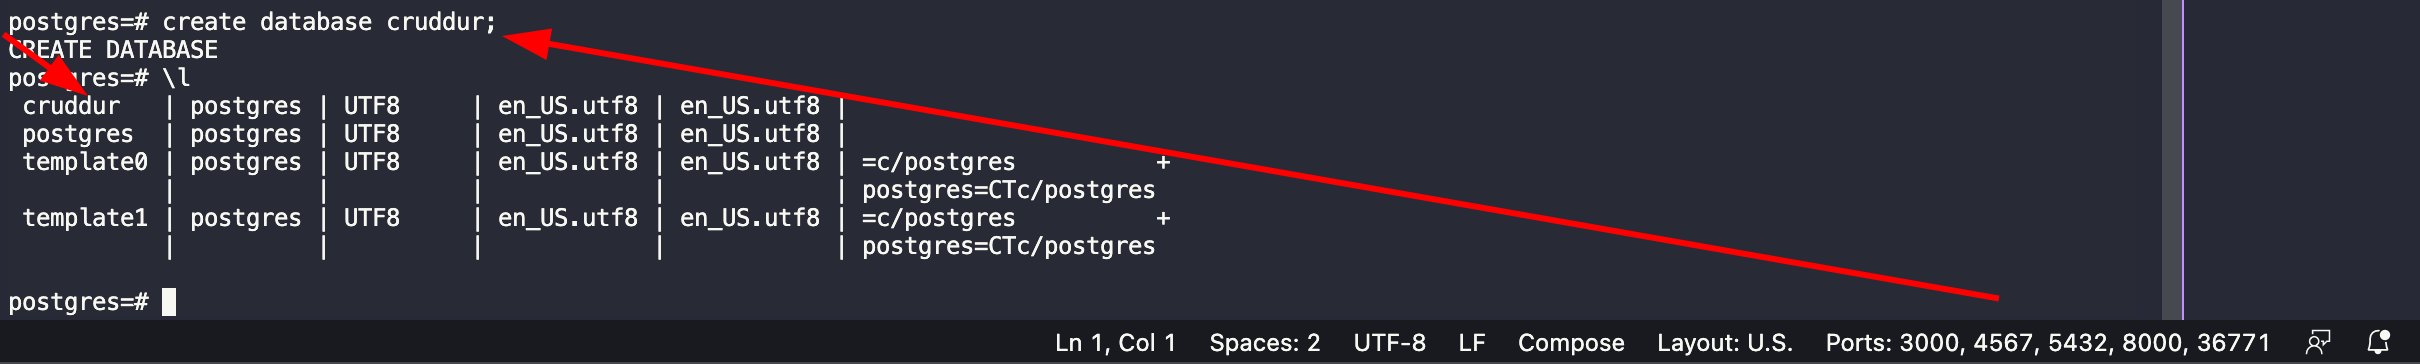 postgres=# create database cruddur;
CREATE DATABASE
postgres=# \l
 cruddur   | postgres | UTF8     | en_US.utf8 | en_US.utf8 |
 postgres  | postgres | UTF8     | en_US.utf8 | en_US.utf8 |
 template0 | postgres | UTF8     | en_US.utf8 | en_US.utf8 | =c/postgres          +
           |          |          |            |            | postgres=CTc/postgres
 template1 | postgres | UTF8     | en_US.utf8 | en_US.utf8 | =c/postgres          +
           |          |          |            |            | postgres=CTc/postgres
postgres=#
Ln 1, Col 1 Spaces: 2 UTF-8 LF Compose Layout: U.S. Ports: 3000, 4567, 5432, 8000, 36771